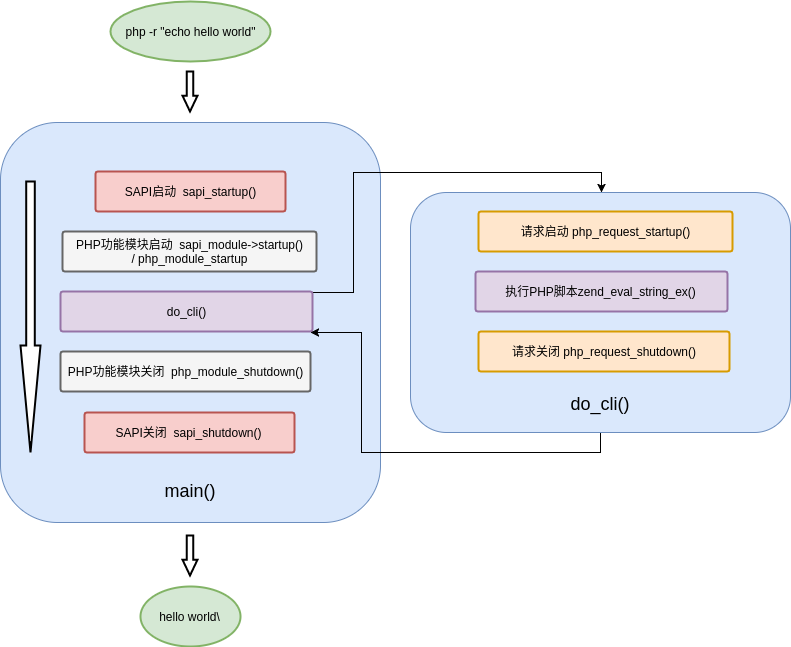 php -r "echo hello world"
SAPI启动  sapi_startup()
PHP功能模块启动  sapi_module->startup()
/ php_module_startup
do_cli()
PHP功能模块关闭  php_module_shutdown()
SAPI关闭  sapi_shutdown()
main()
请求启动 php_request_startup()
执行PHP脚本zend_eval_string_ex()
请求关闭 php_request_shutdown()
do_cli()
hello world\